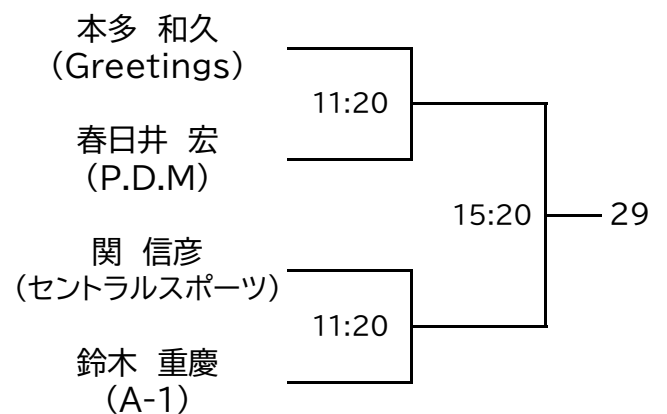 本多 和久
(Greetings)
11:20
春日井 宏
(P.D.M)
15:20
29
関 信彦
(セントラルスポーツ)
11:20
鈴木 重慶
(A-1)